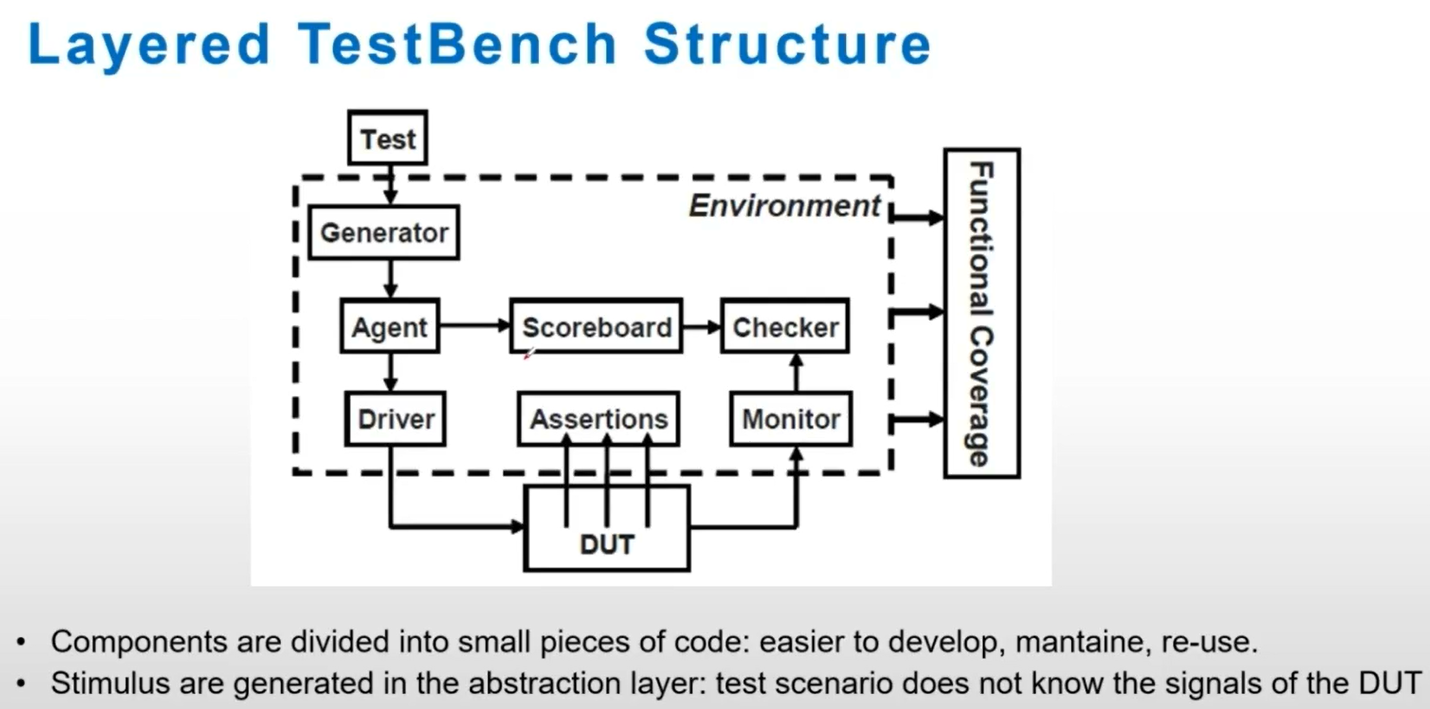 Layered TestBench Structure
Test
Environment
Generator
Agent
Scoreboard
Checker
Driver
Assertions
Monitor
DUT
Functional Coverage
• Components are divided into small pieces of code: easier to develop, mantaine, re-use.
• Stimulus are generated in the abstraction layer: test scenario does not know the signals of the DUT